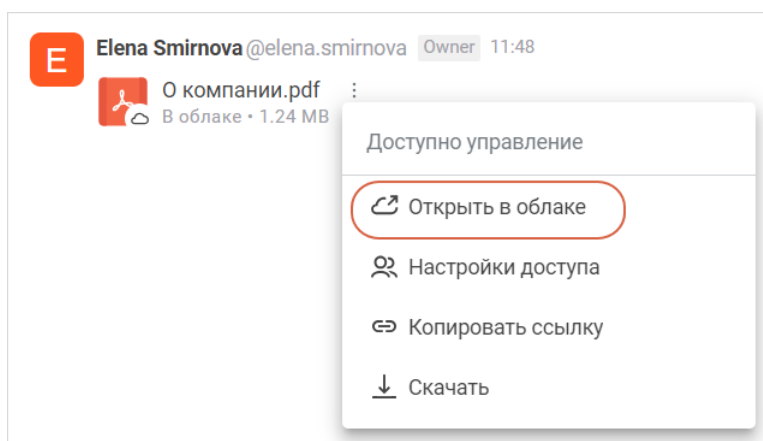 E
Elena Smirnova @elena.smirnova Owner 11:48
О компании.pdf
В облаке • 1.24 MB
Доступно управление
Открыть в облаке
Настройки доступа
Копировать ссылку
Скачать